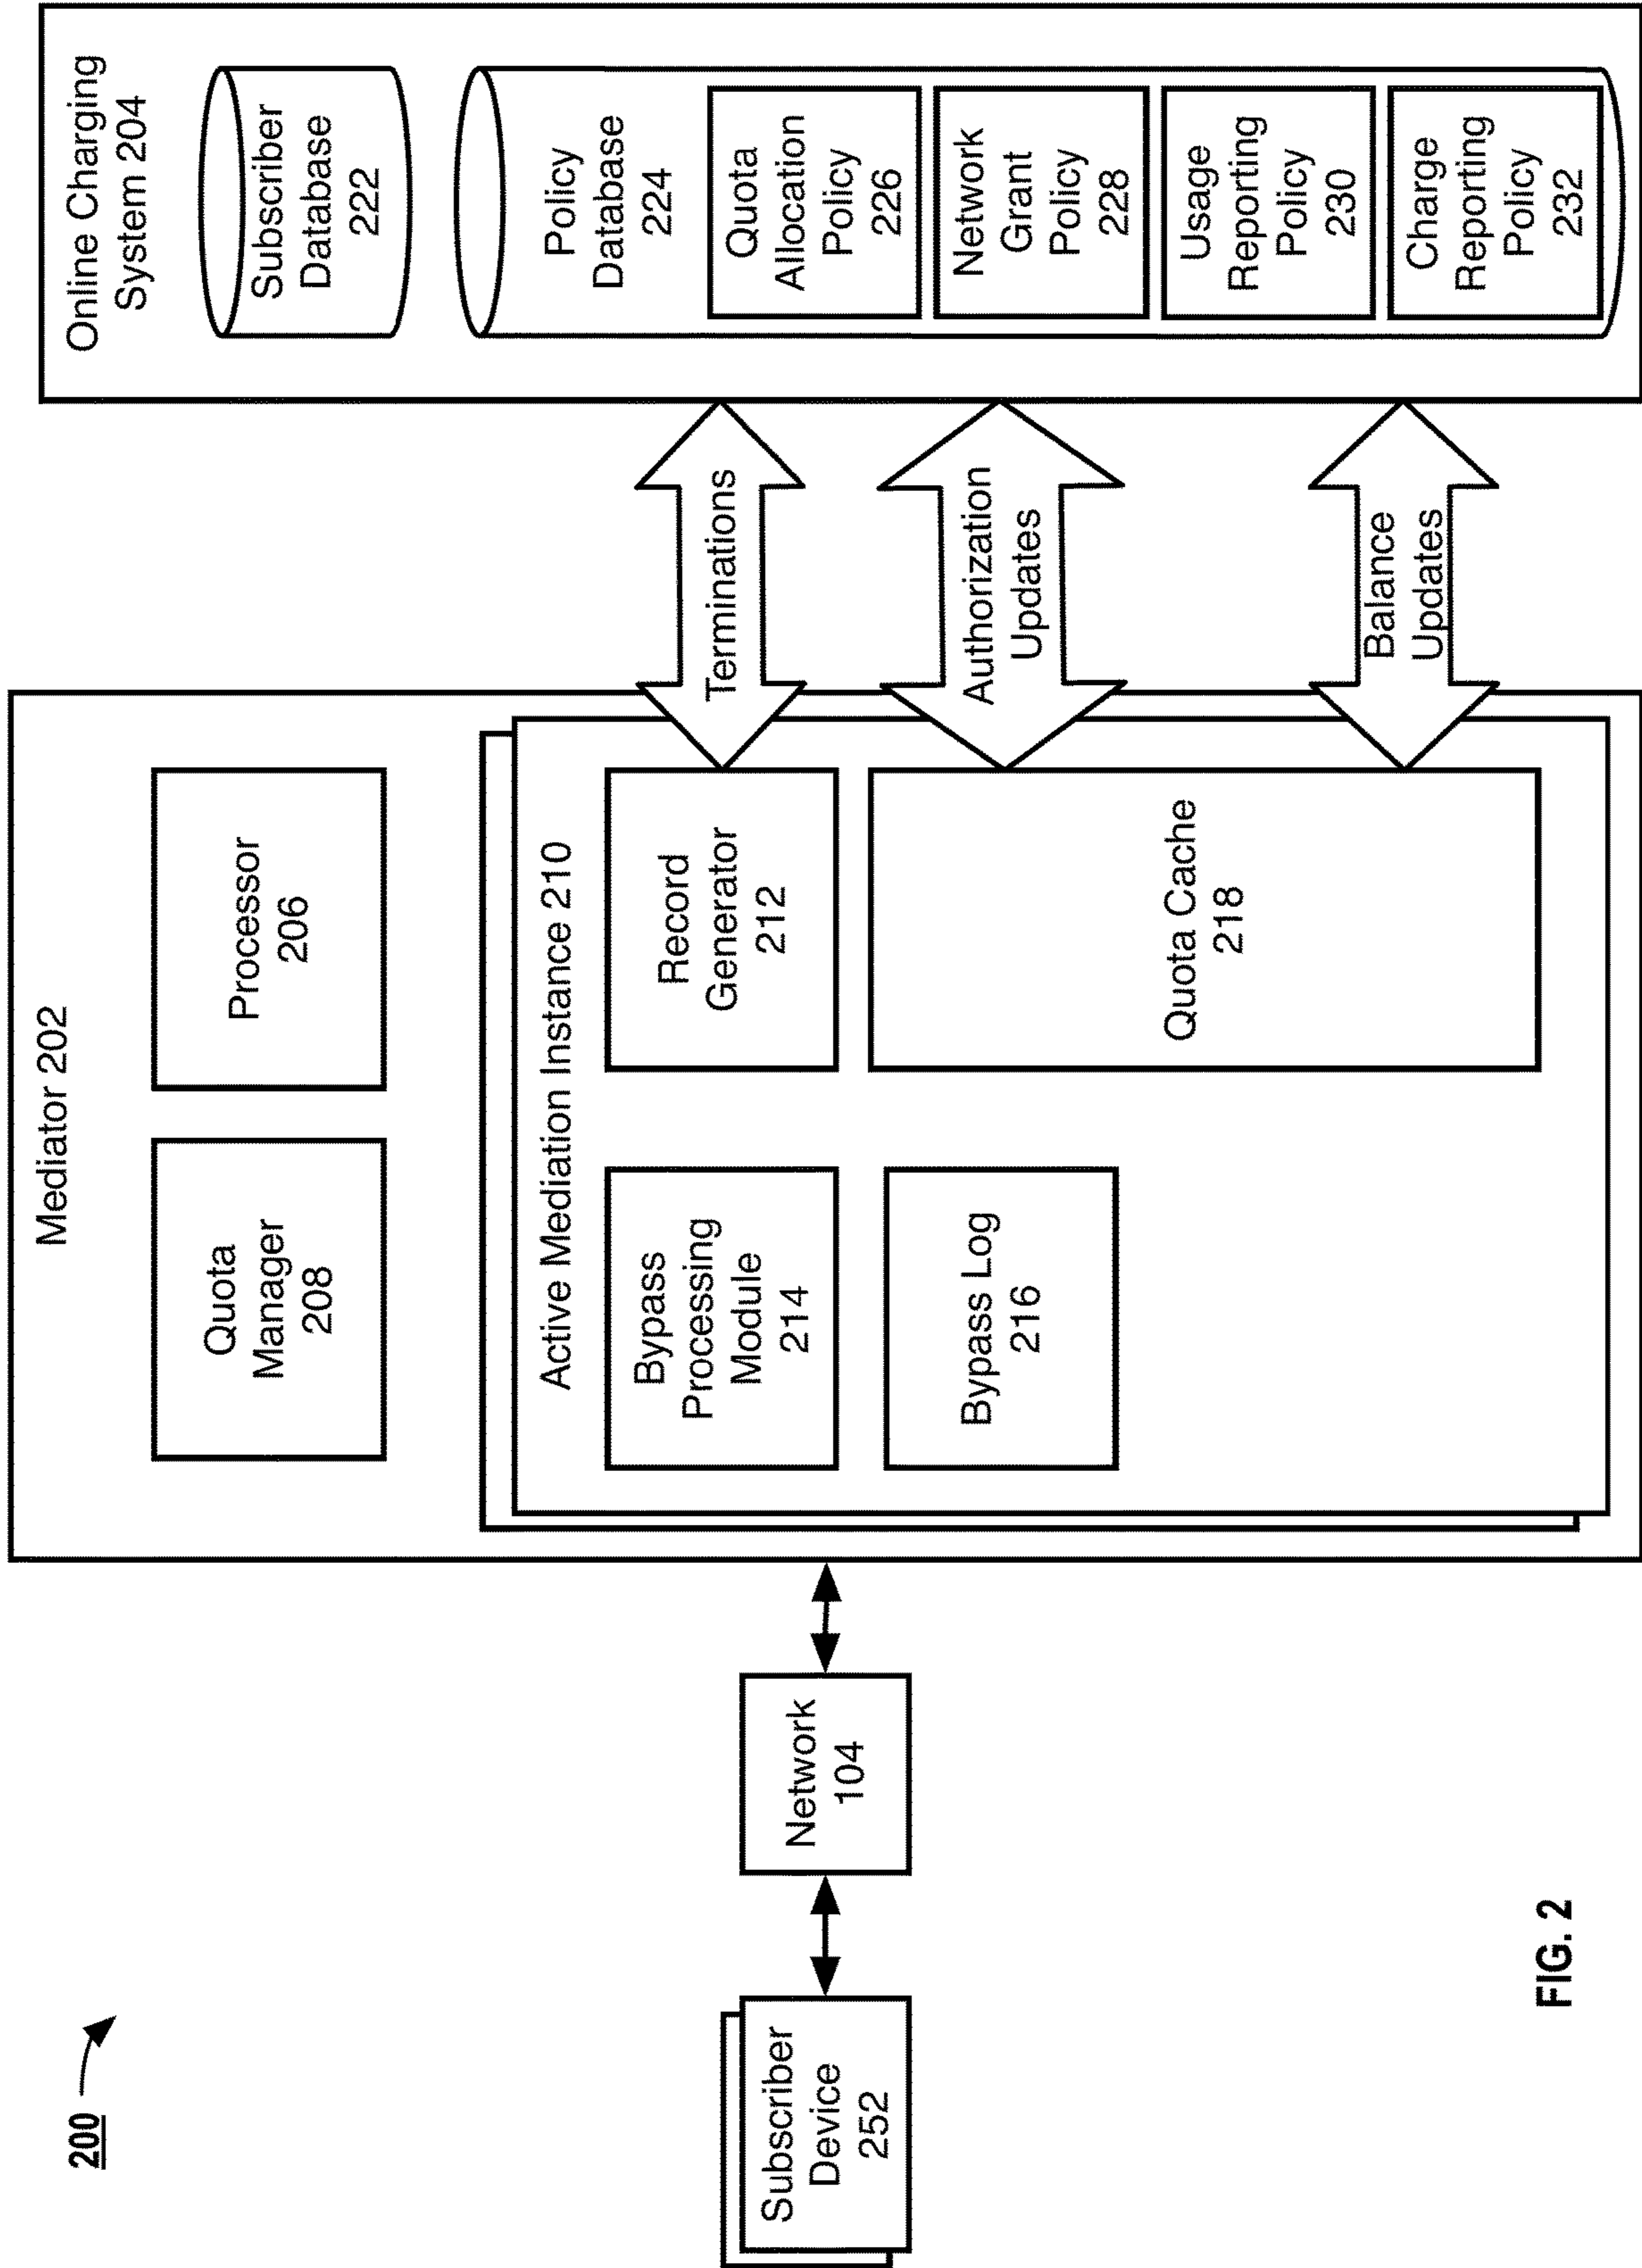 200
Subscriber
Device
252
Network
104
Mediator 202
Quota
Manager
208
Processor
206
Active Mediation Instance 210
Bypass
Processing
Module
214
Record
Generator
212
Bypass Log
216
Quota Cache
218
Terminations
Authorization
Updates
Balance
Updates
Online Charging
System 204
Subscriber
Database
222
Policy
Database
224
Quota
Allocation
Policy
226
Network
Grant
Policy
228
Usage
Reporting
Policy
230
Charge
Reporting
Policy
232
FIG. 2